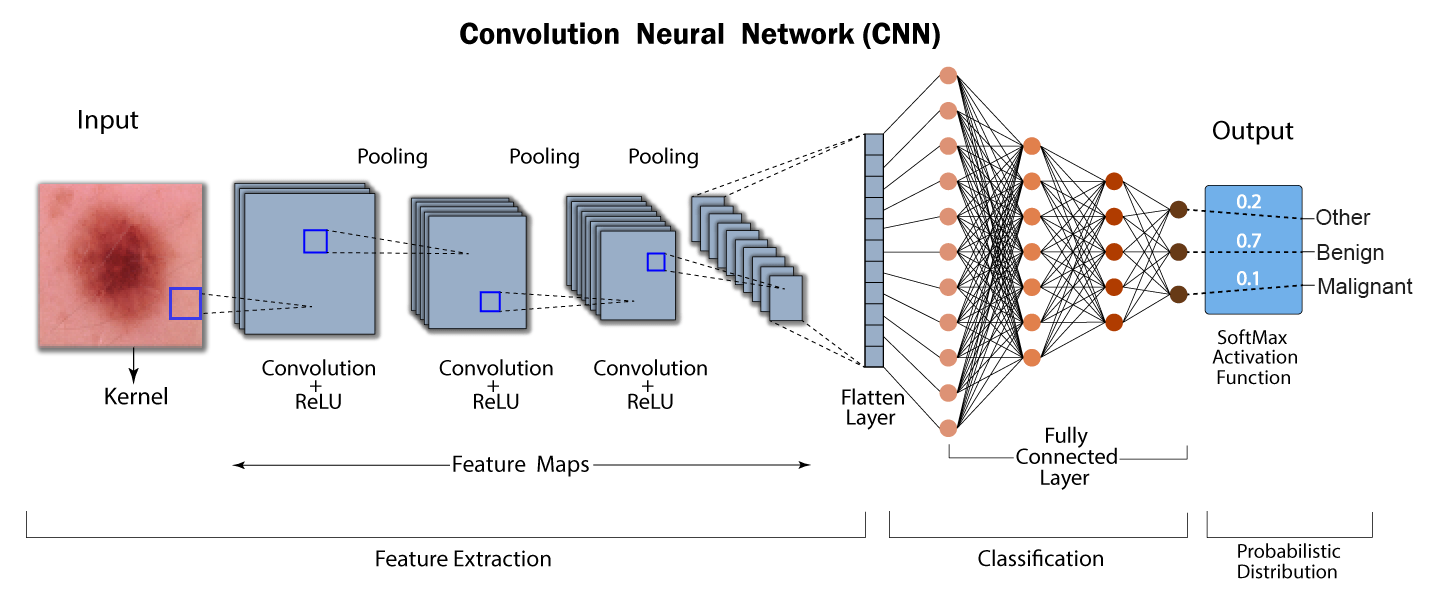 Convolution Neural Network (CNN)
Input
Output
Pooling
Pooling
Pooling
0.2
Other
0.7
Benign
0.1
Malignant
SoftMax
Activation
Function
Kernel
Convolution
+
ReLU
Convolution
+
ReLU
Convolution
+
ReLU
Flatten
Layer
Fully
Connected
Layer
Feature Maps
Feature Extraction
Classification
Probabilistic
Distribution